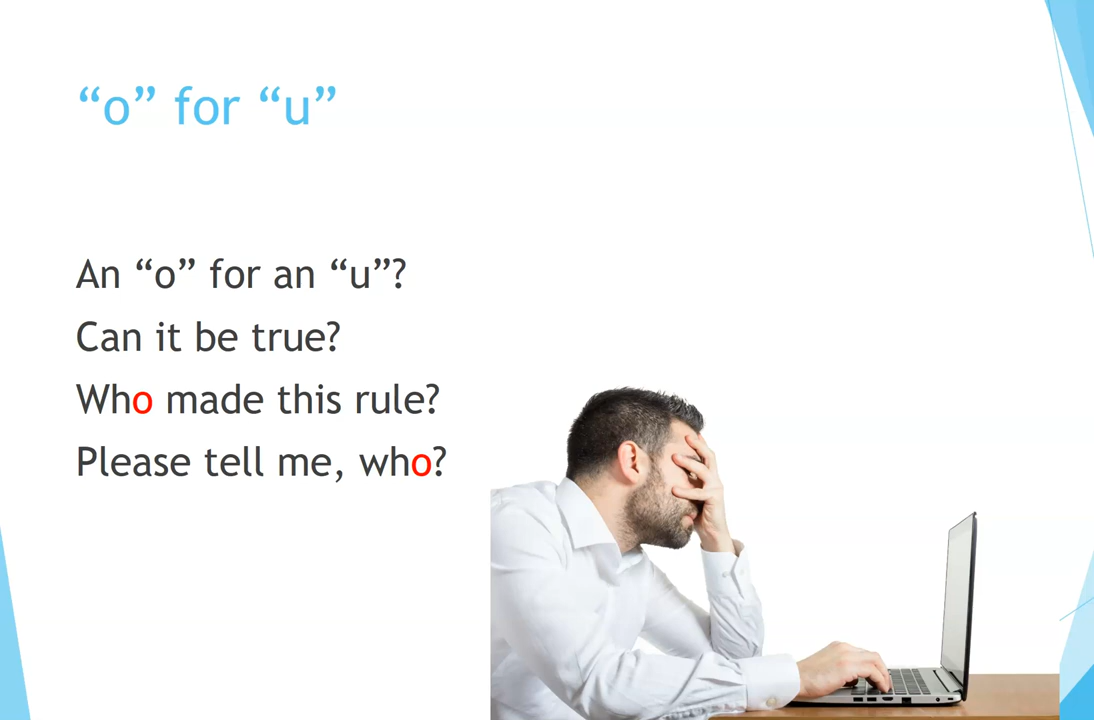 “o” for “u”
An “o” for an “u”?
Can it be true?
Who made this rule?
Please tell me, who?